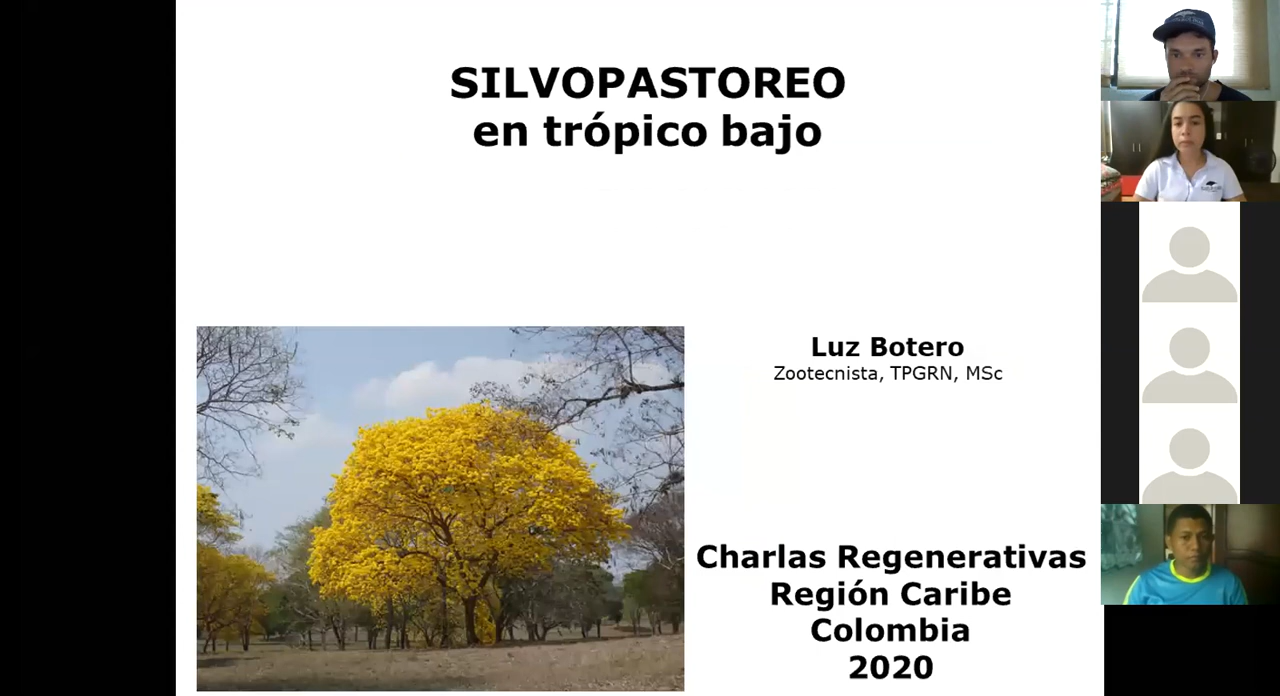 SILVOPASTOREO
en trópico bajo
Luz Botero
Zootecnista, TPGRN, MSc
Charlas Regenerativas
Región Caribe
Colombia
2020